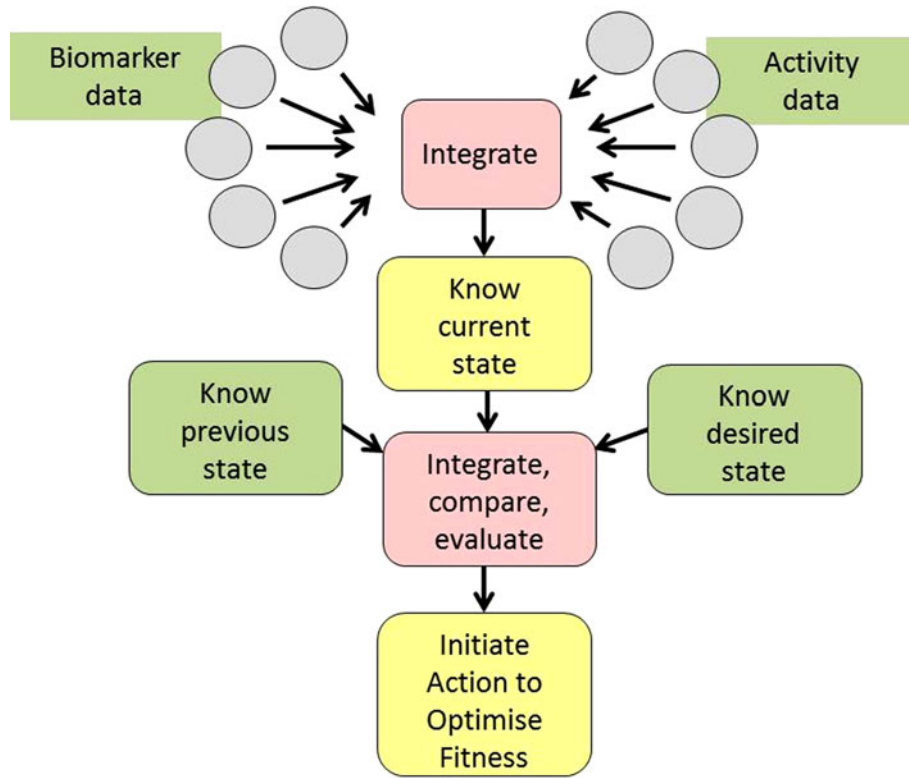 Biomarker
data
Activity
data
Integrate
Know
current
state
Know
previous
state
Know
desired
state
Integrate,
compare,
evaluate
Initiate
Action to
Optimise
Fitness